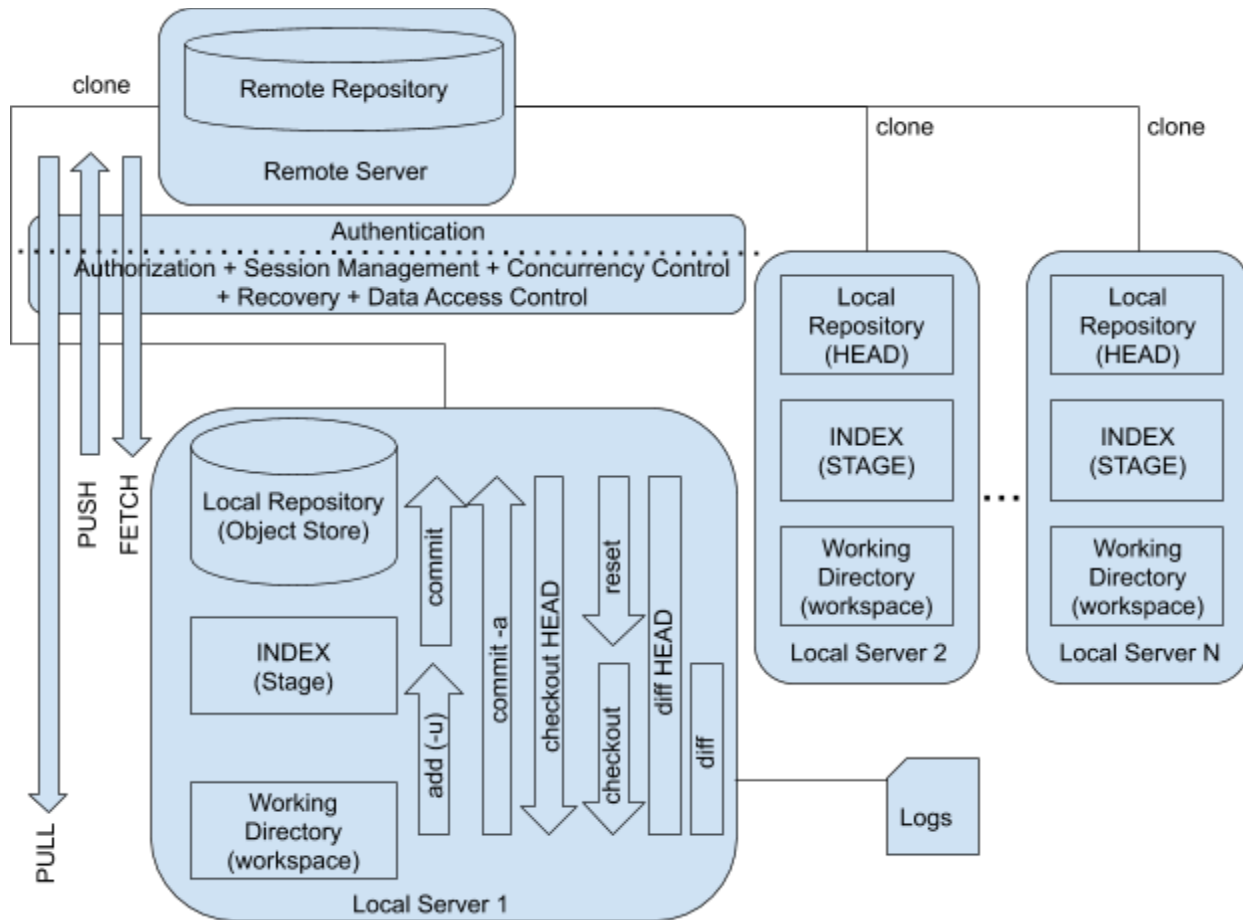 clone
Remote Repository
Remote Server
clone
clone
Authentication
Authorization + Session Management + Concurrency Control
+ Recovery + Data Access Control
PULL
PUSH
FETCH
Local Repository
(Object Store)
INDEX
(Stage)
Working
Directory
(workspace)
commit
add (-u)
commit -a
checkout HEAD
reset
checkout
diff HEAD
diff
Local Server 1
Logs
Local
Repository
(HEAD)
INDEX
(STAGE)
Working
Directory
(workspace)
Local Server 2
...
Local
Repository
(HEAD)
INDEX
(STAGE)
Working
Directory
(workspace)
Local Server N